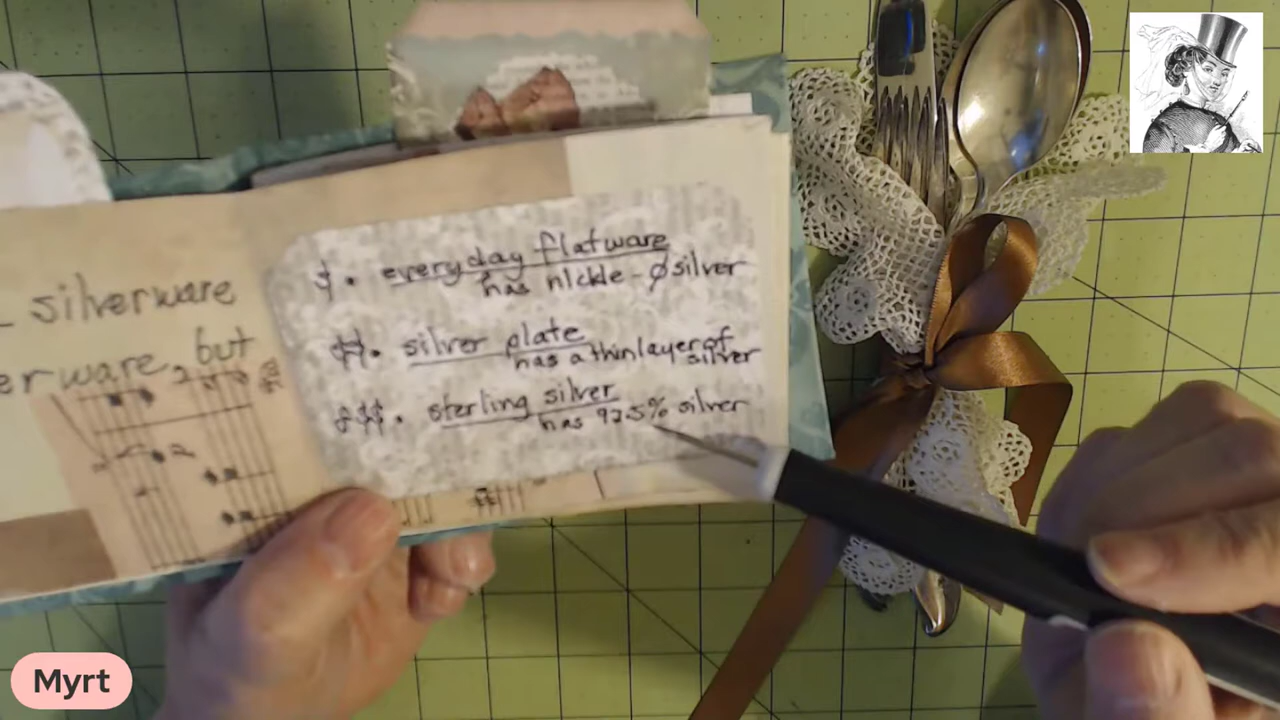 silverware
erware, but
$. everyday flatware
has nickle - Ø silver
$$. silver plate
has a thin layer of
silver
$$$. sterling silver
has 92.5% silver
Myrt